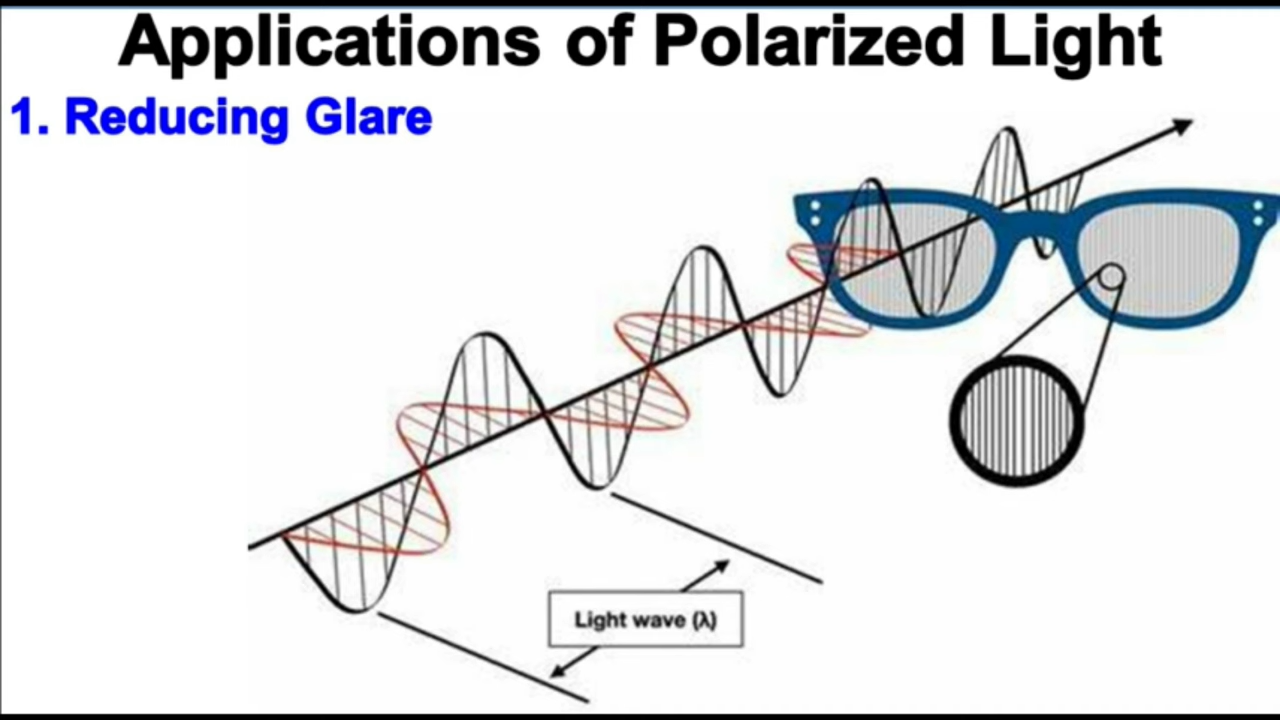 Applications of Polarized Light
1. Reducing Glare
Light wave (λ)